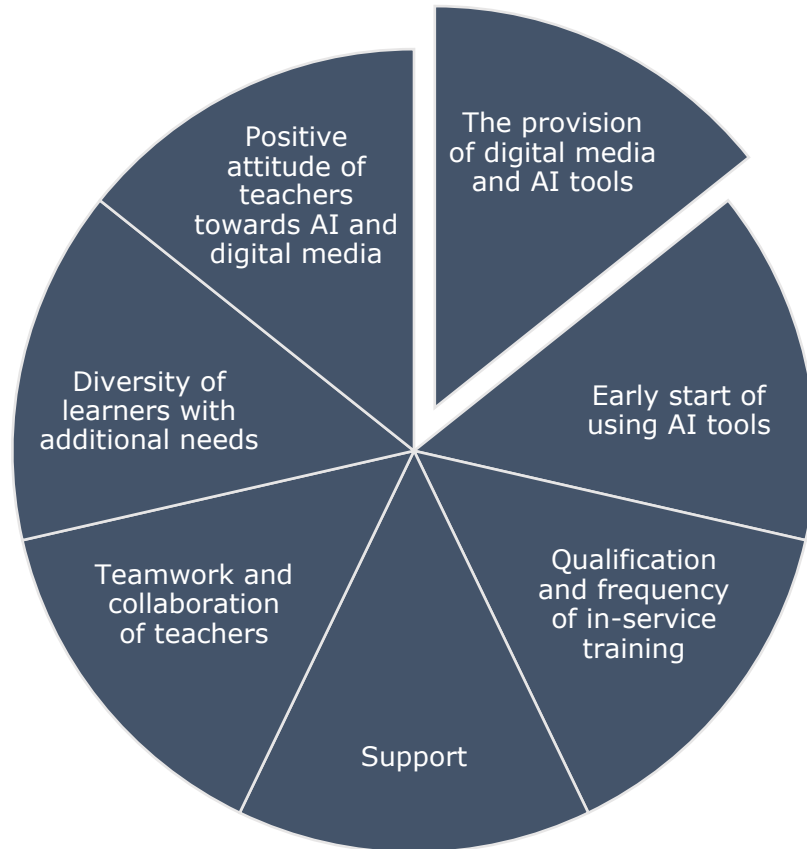 The provision
of digital media
and AI tools
Early start of
using AI tools
Qualification
and frequency
of in-service
training
Support
Teamwork and
collaboration
of teachers
Diversity of
learners with
additional needs
Positive
attitude of
teachers
towards AI and
digital media